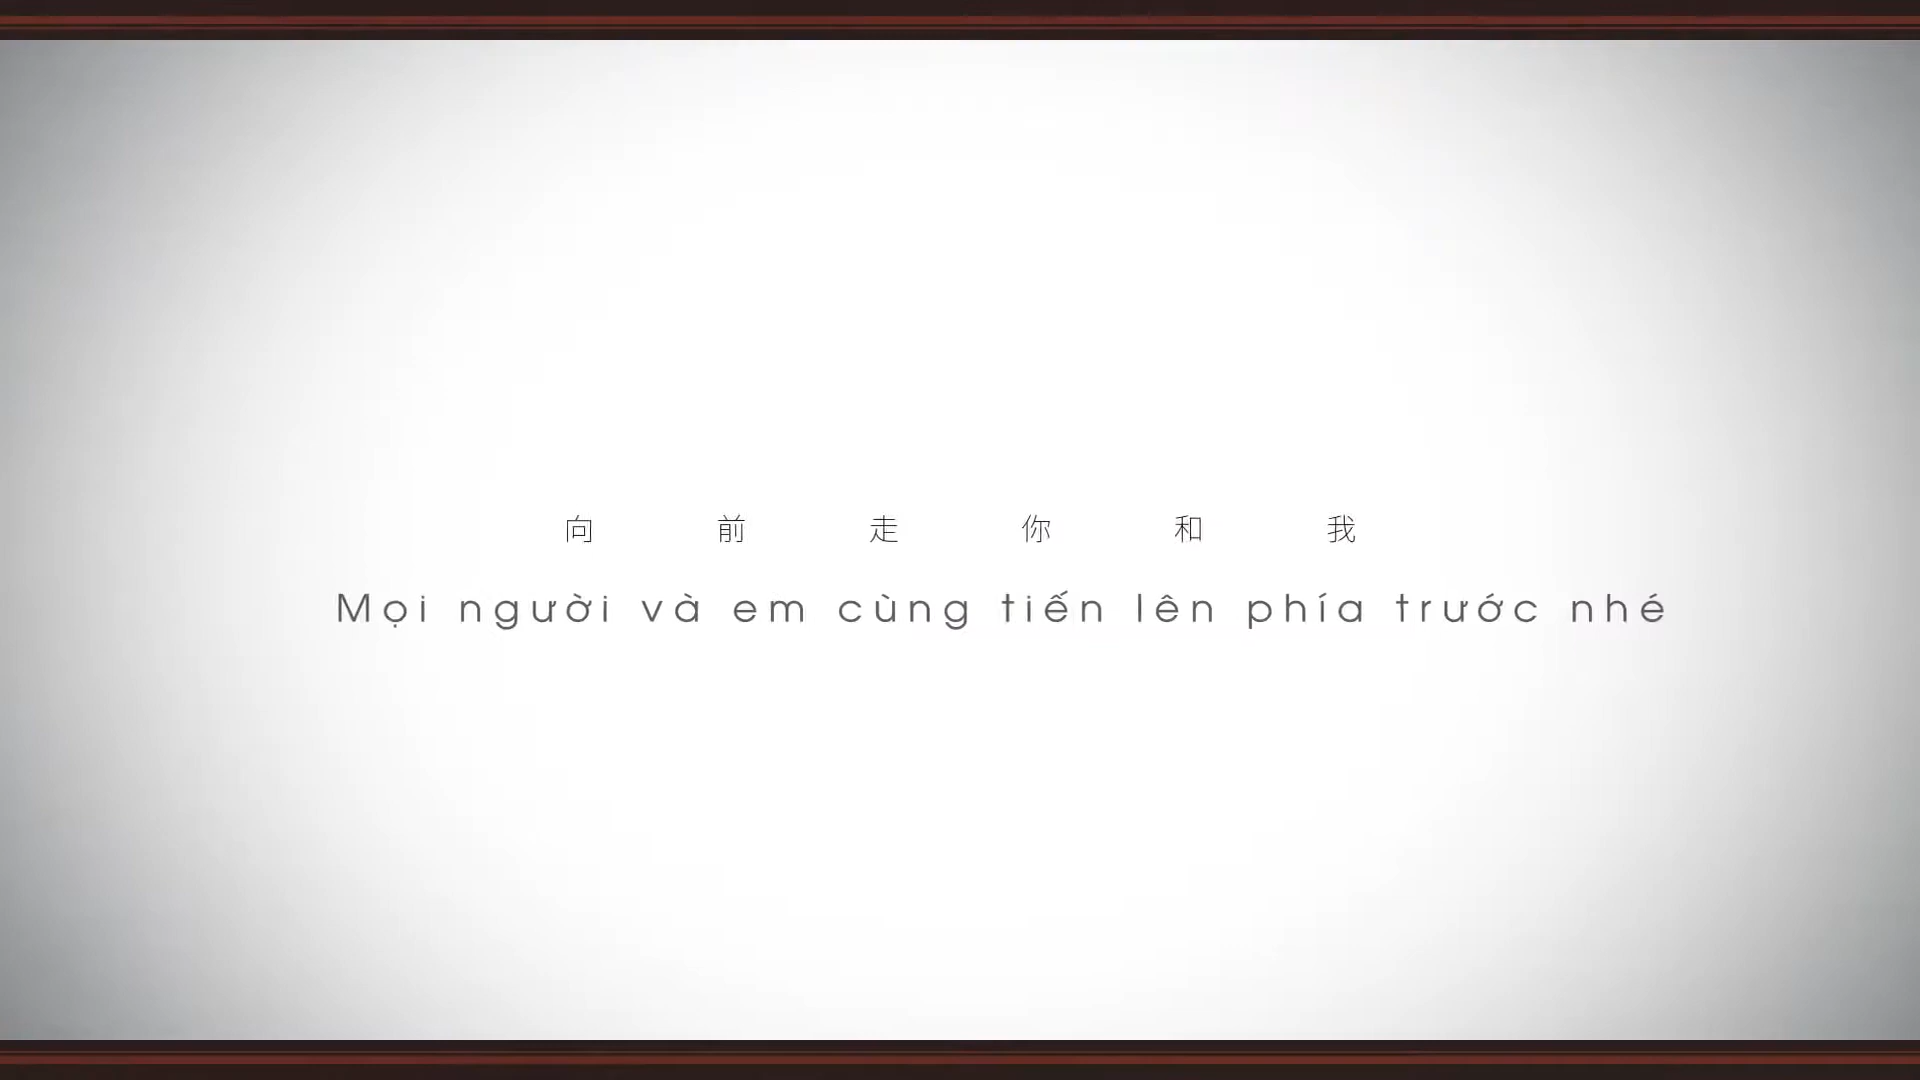 向前走你和我
Mọi người và em cùng tiến lên phía trước nhé